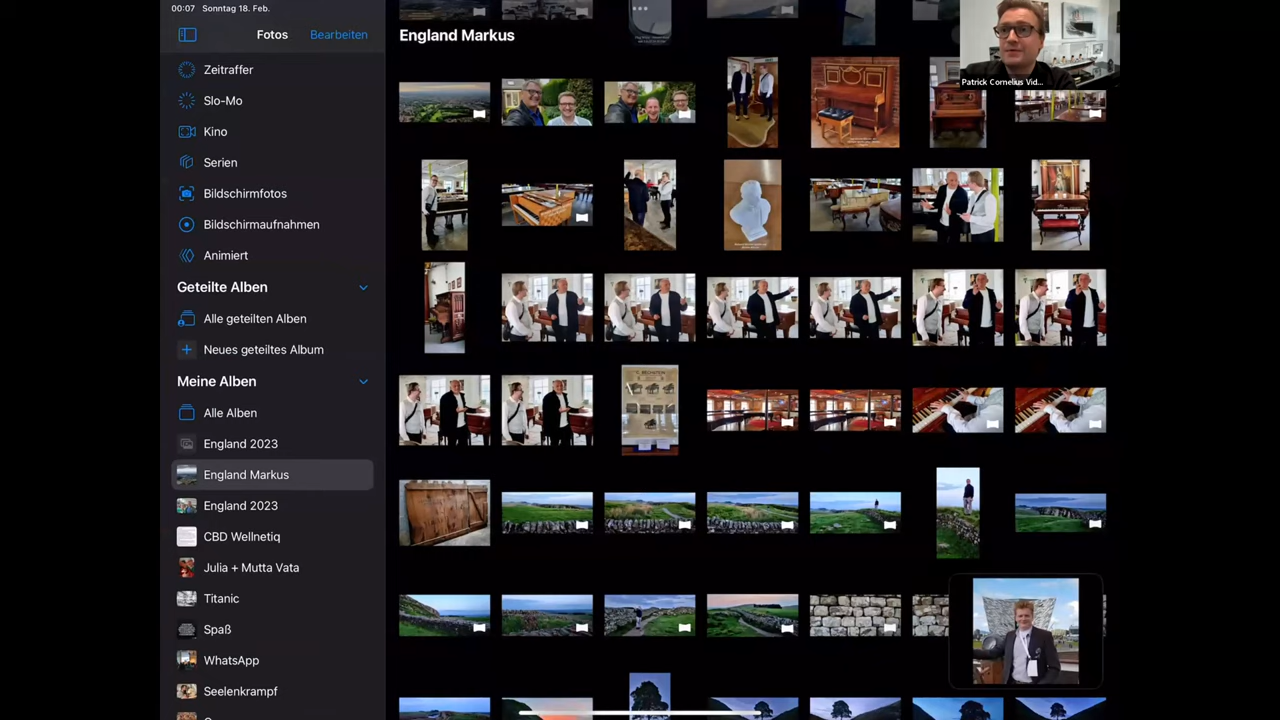 00:07 Sonntag 18. Feb.
Fotos
Bearbeiten
England Markus
Patrick Cornelius Vid...
Zeitraffer
Slo-Mo
Kino
Serien
Bildschirmfotos
Bildschirmaufnahmen
Animiert
Geteilte Alben
Alle geteilten Alben
Neues geteiltes Album
Meine Alben
Alle Alben
England 2023
England Markus
England 2023
CBD Wellnetiq
Julia + Mutta Vata
Titanic
Spaß
WhatsApp
Seelenkrampf